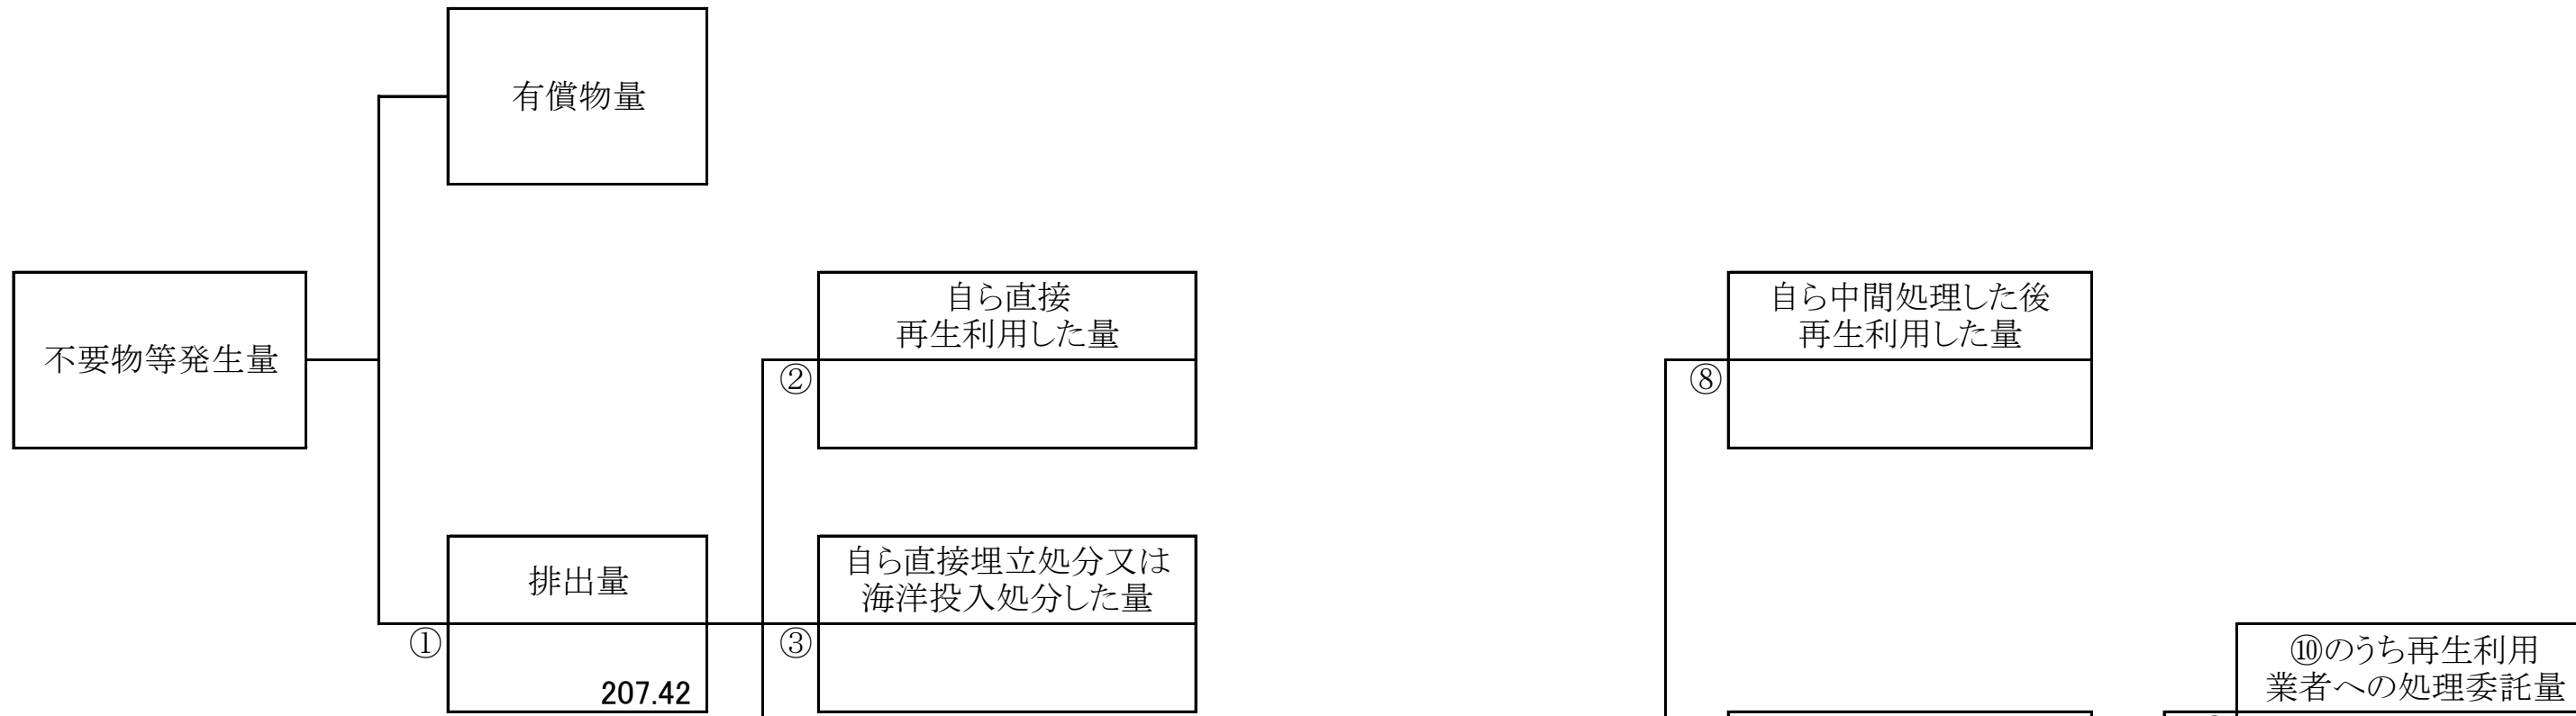 有償物量
不要物等発生量
自ら直接
再生利用した量
②
自ら中間処理した後
再生利用した量
⑧
排出量
①
207.42
自ら直接埋立処分又は
海洋投入処分した量
③
⑩のうち再生利用
業者への処理委託量